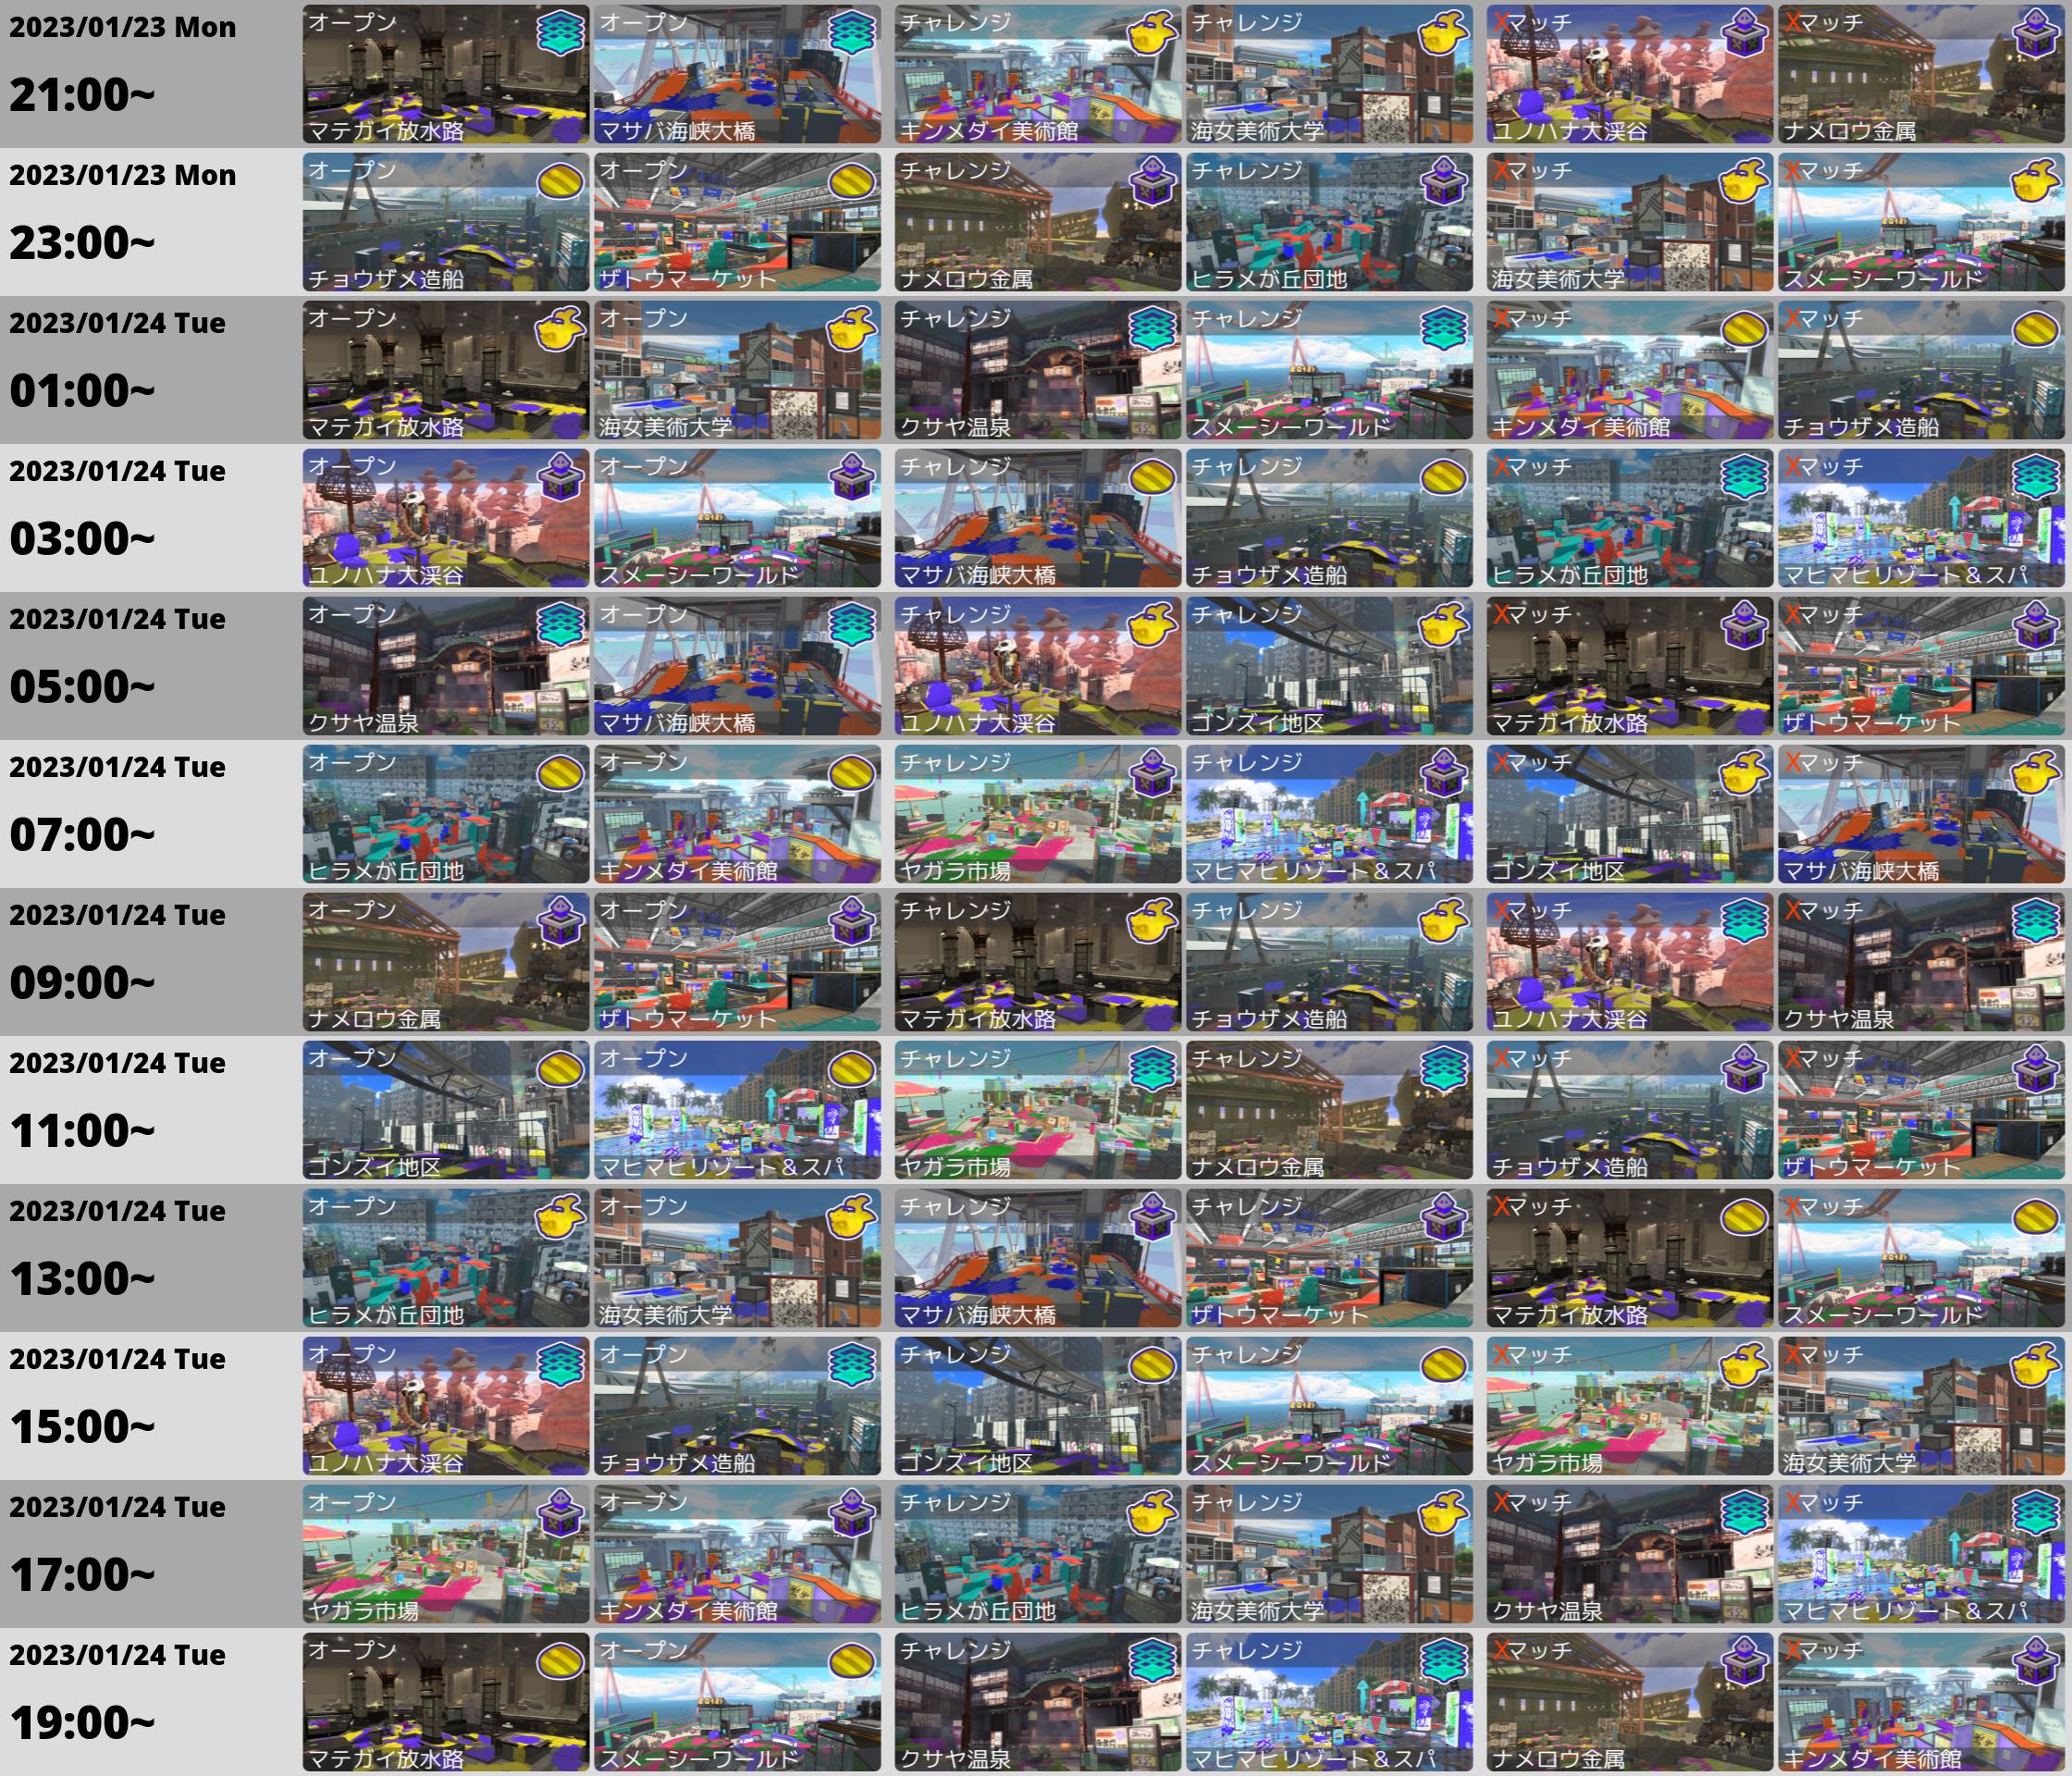 2023/01/23 Mon
21:00~
オープン オープン チャレンジ チャレンジ Xマッチ Xマッチ
マテガイ放水路 マサバ海峡大橋 キンメダイ美術館 海女美術大学 ユノハナ大渓谷 ナメロウ金属
2023/01/23 Mon
23:00~
オープン オープン チャレンジ チャレンジ Xマッチ Xマッチ
チョウザメ造船 ザトウマーケット ナメロウ金属 ヒラメが丘団地 海女美術大学 スメーシーワールド
2023/01/24 Tue
01:00~
オープン オープン チャレンジ チャレンジ Xマッチ Xマッチ
マテガイ放水路 海女美術大学 クサヤ温泉 スメーシーワールド キンメダイ美術館 チョウザメ造船
2023/01/24 Tue
03:00~
オープン オープン チャレンジ チャレンジ Xマッチ Xマッチ
ユノハナ大渓谷 スメーシーワールド マサバ海峡大橋 チョウザメ造船 ヒラメが丘団地 マヒマヒリゾート&スパ
2023/01/24 Tue
05:00~
オープン オープン チャレンジ チャレンジ Xマッチ Xマッチ
クサヤ温泉 マサバ海峡大橋 ユノハナ大渓谷 ゴンズイ地区 マテガイ放水路 ザトウマーケット
2023/01/24 Tue
07:00~
オープン オープン チャレンジ チャレンジ Xマッチ Xマッチ
ヒラメが丘団地 キンメダイ美術館 ヤガラ市場 マヒマヒリゾート&スパ ゴンズイ地区 マサバ海峡大橋
2023/01/24 Tue
09:00~
オープン オープン チャレンジ チャレンジ Xマッチ Xマッチ
ナメロウ金属 ザトウマーケット マテガイ放水路 チョウザメ造船 ユノハナ大渓谷 クサヤ温泉
2023/01/24 Tue
11:00~
オープン オープン チャレンジ チャレンジ Xマッチ Xマッチ
ゴンズイ地区 マヒマヒリゾート&スパ ヤガラ市場 ナメロウ金属 チョウザメ造船 ザトウマーケット
2023/01/24 Tue
13:00~
オープン オープン チャレンジ チャレンジ Xマッチ Xマッチ
ヒラメが丘団地 海女美術大学 マサバ海峡大橋 ザトウマーケット マテガイ放水路 スメーシーワールド
2023/01/24 Tue
15:00~
オープン オープン チャレンジ チャレンジ Xマッチ Xマッチ
ユノハナ大渓谷 チョウザメ造船 ゴンズイ地区 スメーシーワールド ヤガラ市場 海女美術大学
2023/01/24 Tue
17:00~
オープン オープン チャレンジ チャレンジ Xマッチ Xマッチ
ヤガラ市場 キンメダイ美術館 ヒラメが丘団地 海女美術大学 クサヤ温泉 マヒマヒリゾート&スパ
2023/01/24 Tue
19:00~
オープン オープン チャレンジ チャレンジ Xマッチ Xマッチ
マテガイ放水路 スメーシーワールド クサヤ温泉 マヒマヒリゾート&スパ ナメロウ金属 キンメダイ美術館